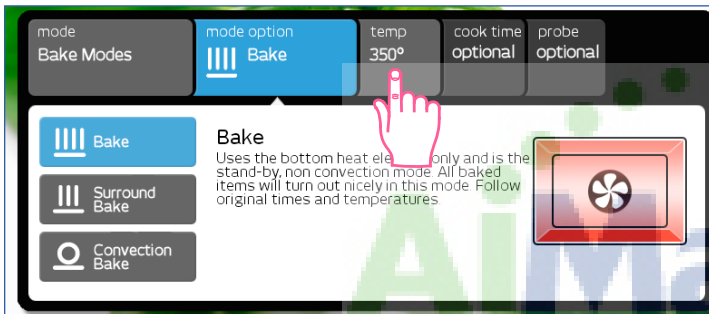 mode
Bake Modes
mode option
Bake
temp
350°
cook time
optional
probe
optional
Bake
Surround
Bake
Convection
Bake
Bake
Uses the bottom heat only and is the
stand-by, non convection mode. All baked
items will turn out nicely in this mode. Follow
original times and temperatures
AiMa